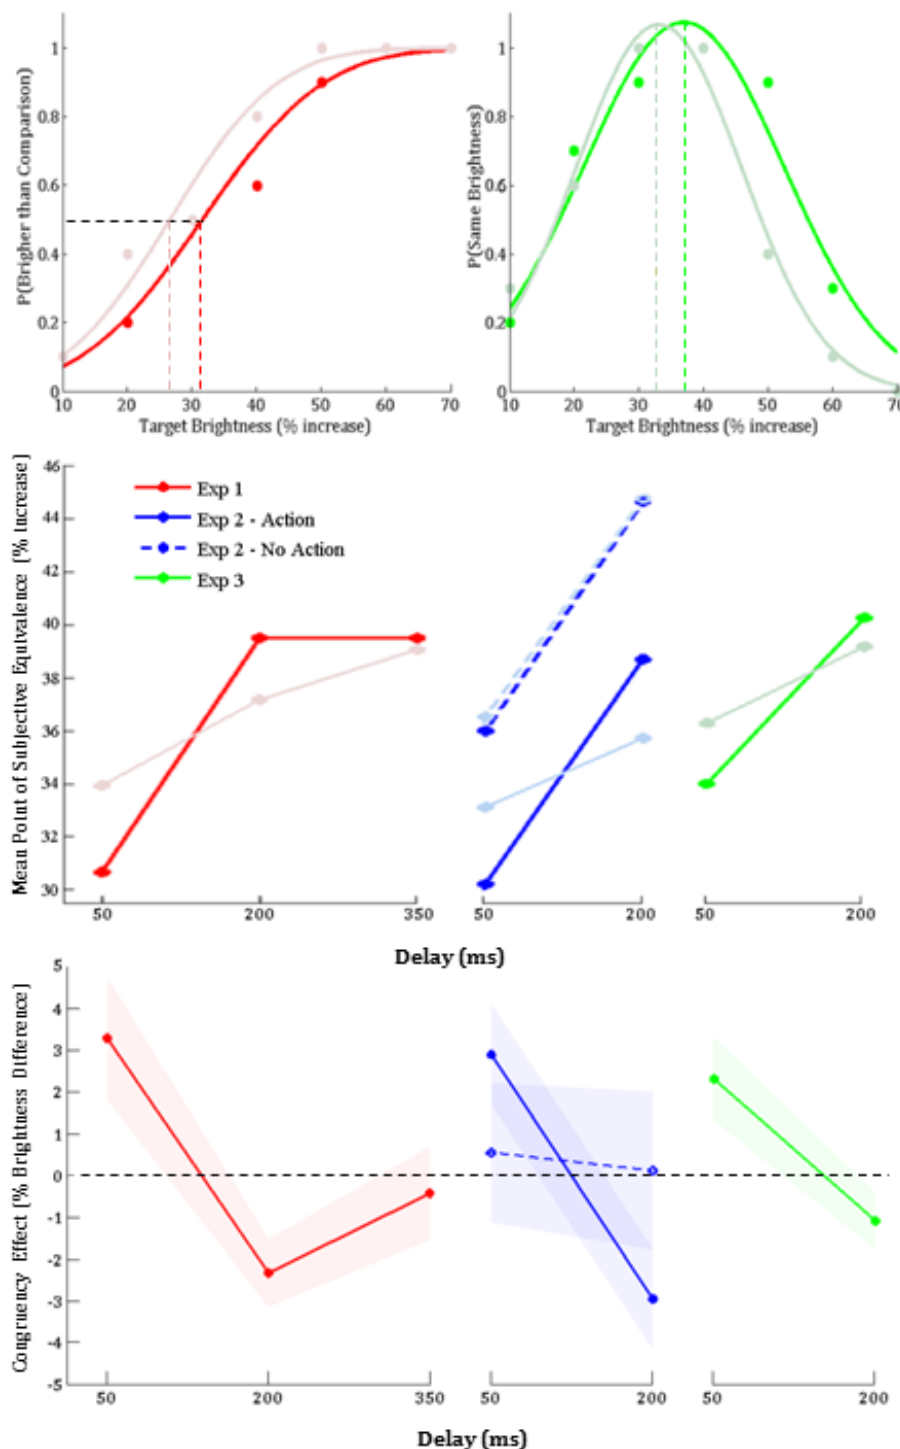 P(Brigher than Comparison)
1
0.8
0.6
0.4
0.2
0
10 20 30 40 50 60 70
Target Brightness (% increase)
P(Same Brightness)
1
0.8
0.6
0.4
0.2
0
10 20 30 40 50 60 70
Target Brightness (% increase)
Mean Point of Subjective Equivalence (% Increase)
46
44
42
40
38
36
34
32
30
Exp 1
Exp 2 - Action
Exp 2 - No Action
Exp 3
50 200 350 50 200 50 200
Delay (ms)
Congruency Effect (% Brightness Difference)
5
4
3
2
1
0
-1
-2
-3
-4
-5
50 200 350 50 200 50 200
Delay (ms)